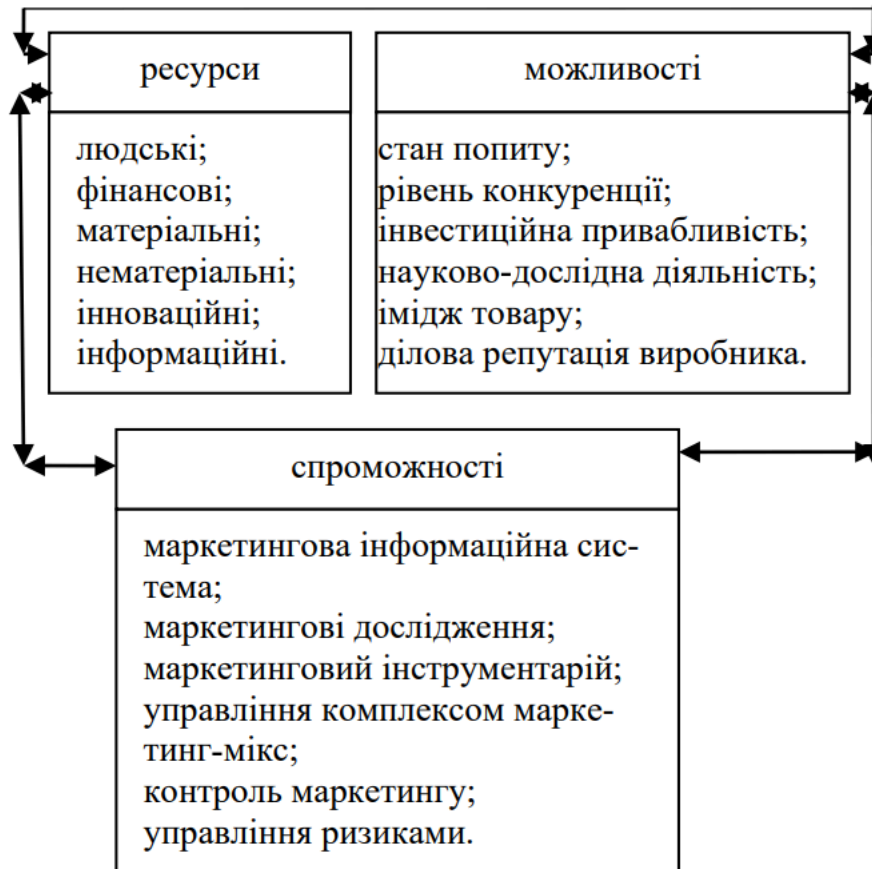 ресурси
людські;
фінансові;
матеріальні;
нематеріальні;
інноваційні;
інформаційні.
можливості
стан попиту;
рівень конкуренції;
інвестиційна привабливість;
науково-дослідна діяльність;
імідж товару;
ділова репутація виробника.
спроможності
маркетингова інформаційна сис-
тема;
маркетингові дослідження;
маркетинговий інструментарій;
управління комплексом марке-
тинг-мікс;
контроль маркетингу;
управління ризиками.